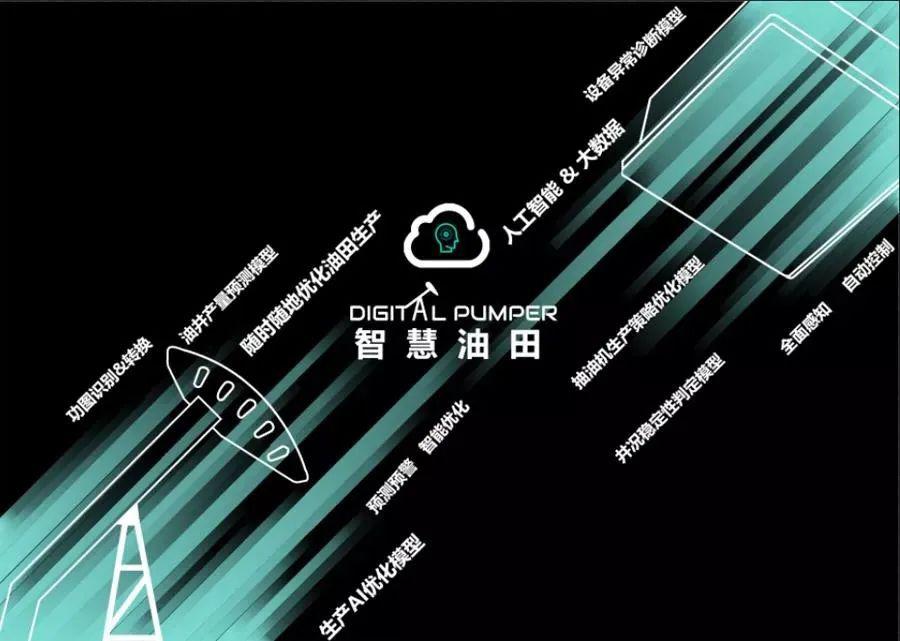 设备异常诊断模型
人工智能 & 大数据
随时随地优化油田生产
油井产量预测模型
功图识别&转换
DIGITAL PUMPER
智慧油田
自动控制
全面感知
抽油机生产策略优化模型
井况稳定性判定模型
预测预警 智能优化
生产AI优化模型